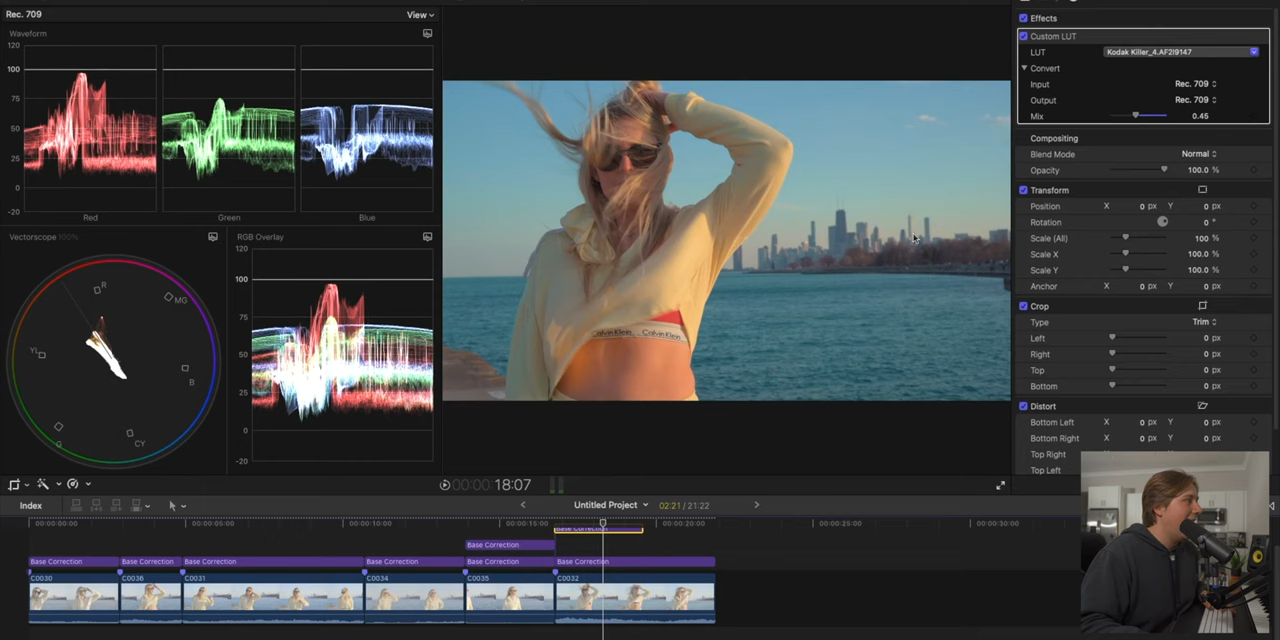 Rec. 709
View
Waveform
120
100
75
50
25
0
-20
Red
Green
Blue
Vectorscope 100%
R
MG
YL
B
G
CY
RGB Overlay
120
100
75
50
25
0
-20
Calvin Klein Calvin Klein
Effects
Custom LUT
LUT Kodak Killer_4.AF2I9147
Convert
Input Rec. 709
Output Rec. 709
Mix 0.45
Compositing
Blend Mode Normal
Opacity 100.0 %
Transform
Position X 0 px Y 0 px
Rotation 0 °
Scale (All) 100 %
Scale X 100.0 %
Scale Y 100.0 %
Anchor X 0 px Y 0 px
Crop
Type Trim
Left 0 px
Right 0 px
Top 0 px
Bottom 0 px
Distort
Bottom Left X 0 px Y 0 px
Bottom Right X 0 px Y 0 px
Top Right
Top Left
00:00:00 18:07
Index
Untitled Project 02:21 / 21:22
00:00:00:00 00:00:05:00 00:00:10:00 00:00:15:00 00:00:20:00 00:00:25:00 00:00:30:00
Base Correction
Base Correction
Base Correction Base Correction Base Correction Base Correction Base Correction Base Correction
C0030 C0036 C0031 C0034 C0035 C0032